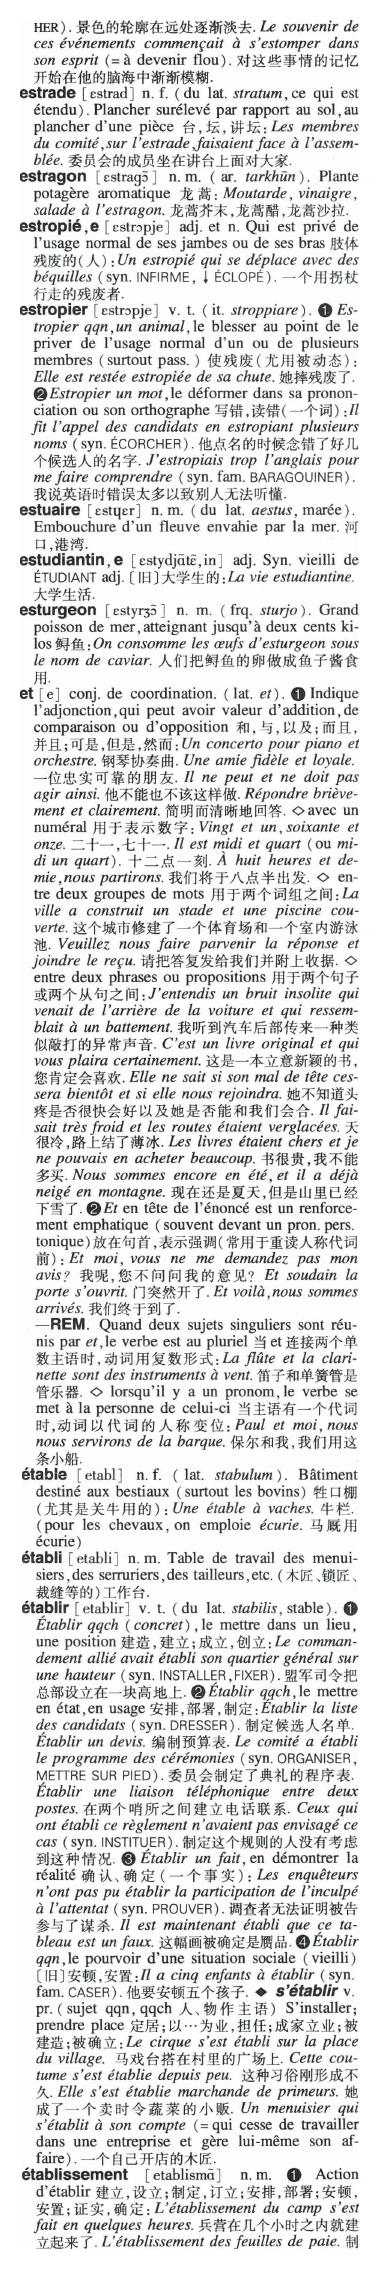 HER). 景色的轮廓在远处逐渐淡去. Le souvenir de
ces événements commençait à s'estomper dans
son esprit (= à devenir flou). 对这些事情的记忆
开始在他的脑海中渐渐模糊.
estrade [ɛstrad] n. f. (du lat. stratum, ce qui est
étendu). Plancher surélevé par rapport au sol, au
plancher d'une pièce 台, 坛, 讲坛: Les membres
du comité, sur l'estrade, faisaient face à l'assem-
blée. 委员会的成员坐在讲台上面对大家.
estragon [ɛstragɔ̃] n. m. (ar. tarkhūn). Plante
potagère aromatique 龙蒿: Moutarde, vinaigre,
salade à l'estragon. 龙蒿芥末, 龙蒿醋, 龙蒿沙拉.
estropié, e [ɛstrɔpje] adj. et n. Qui est privé de
l'usage normal de ses jambes ou de ses bras 肢体
残废的(人): Un estropié qui se déplace avec des
béquilles (syn. INFIRME, ↓ ÉCLOPÉ). 一个用拐杖
行走的残废者.
estropier [ɛstrɔpje] v. t. (it. stroppiare). ❶ Es-
tropier qqn, un animal, le blesser au point de le
priver de l'usage normal d'un ou de plusieurs
membres (surtout pass.) 使残废(尤用被动态):
Elle est restée estropiée de sa chute. 她摔残废了.
❷ Estropier un mot, le déformer dans sa pronon-
ciation ou son orthographe 写错, 读错(一个词): Il
fit l'appel des candidats en estropiant plusieurs
noms (syn. ÉCORCHER). 他点名的时候念错了好几
个候选人的名字. J'estropiais trop l'anglais pour
me faire comprendre (syn. fam. BARAGOUINER).
我说英语时错误太多以致别人无法听懂.
estuaire [ɛstɥɛr] n. m. (du lat. aestus, marée).
Embouchure d'un fleuve envahie par la mer. 河
口, 港湾.
estudiantin, e [ɛstydjɑ̃tɛ̃, in] adj. Syn. vieilli de
ÉTUDIANT adj. 〔旧〕大学生的: La vie estudiantine.
大学生活.
esturgeon [ɛstyrʒɔ̃] n. m. (frq. sturjo). Grand
poisson de mer, atteignant jusqu'à deux cents ki-
los 鲟鱼: On consomme les œufs d'esturgeon sous
le nom de caviar. 人们把鲟鱼的卵做成鱼子酱食
用.
et [e] conj. de coordination. (lat. et). ❶ Indique
l'adjonction, qui peut avoir valeur d'addition, de
comparaison ou d'opposition 和, 与, 以及; 而且,
并且; 可是, 但是, 然而: Un concerto pour piano et
orchestre. 钢琴协奏曲. Une amie fidèle et loyale.
一位忠实可靠的朋友. Il ne peut et ne doit pas
agir ainsi. 他不能也不该这样做. Répondre briève-
ment et clairement. 简明而清晰地回答. ◇ avec un
numéral 用于表示数字: Vingt et un, soixante et
onze. 二十一, 七十一. Il est midi et quart (ou mi-
di un quart). 十二点一刻. À huit heures et de-
mie, nous partirons. 我们将于八点半出发. ◇ en-
tre deux groupes de mots 用于两个词组之间: La
ville a construit un stade et une piscine cou-
verte. 这个城市修建了一个体育场和一个室内游泳
池. Veuillez nous faire parvenir la réponse et
joindre le reçu. 请把答复发给我们并附上收据. ◇
entre deux phrases ou propositions 用于两个句子
或两个从句之间: J'entendis un bruit insolite qui
venait de l'arrière de la voiture et qui ressem-
blait à un battement. 我听到汽车后部传来一种类
似敲打的异常声音. C'est un livre original et qui
vous plaira certainement. 这是一本立意新颖的书,
您肯定会喜欢. Elle ne sait si son mal de tête ces-
sera bientôt et si elle nous rejoindra. 她不知道头
疼是否很快会好以及她是否能和我们会合. Il fai-
sait très froid et les routes étaient verglacées. 天
很冷, 路上结了薄冰. Les livres étaient chers et je
ne pouvais en acheter beaucoup. 书很贵, 我不能
多买. Nous sommes encore en été, et il a déjà
neigé en montagne. 现在还是夏天, 但是山里已经
下雪了. ❷ Et en tête de l'énoncé est un renforce-
ment emphatique (souvent devant un pron. pers.
tonique) 放在句首, 表示强调(常用于重读人称代词
前): Et moi, vous ne me demandez pas mon
avis? 我呢, 您不问问我的意见? Et soudain la
porte s'ouvrit. 门突然开了. Et voilà, nous sommes
arrivés. 我们终于到了.
—REM. Quand deux sujets singuliers sont réu-
nis par et, le verbe est au pluriel 当 et 连接两个单
数主语时, 动词用复数形式: La flûte et la clari-
nette sont des instruments à vent. 笛子和单簧管是
管乐器. ◇ lorsqu'il y a un pronom, le verbe se
met à la personne de celui-ci 当主语有一个代词
时, 动词以代词的人称变位: Paul et moi, nous
nous servirons de la barque. 保尔和我, 我们用这
条小船.
étable [etabl] n. f. (lat. stabulum). Bâtiment
destiné aux bestiaux (surtout les bovins) 牲口棚
(尤其是关牛用的): Une étable à vaches. 牛栏.
(pour les chevaux, on emploie écurie. 马厩用
écurie)
établi [etabli] n. m. Table de travail des menui-
siers, des serruriers, des tailleurs, etc. (木匠、锁匠、
裁缝等的)工作台.
établir [etablir] v. t. (du lat. stabilis, stable). ❶
Établir qqch (concret), le mettre dans un lieu,
une position 建造, 建立; 成立, 创立: Le comman-
dement allié avait établi son quartier général sur
une hauteur (syn. INSTALLER, FIXER). 盟军司令把
总部设立在一块高地上. ❷ Établir qqch, le mettre
en état, en usage 安排, 部署, 制定: Établir la liste
des candidats (syn. DRESSER). 制定候选人名单.
Établir un devis. 编制预算表. Le comité a établi
le programme des cérémonies (syn. ORGANISER,
METTRE SUR PIED). 委员会制定了典礼的程序表.
Établir une liaison téléphonique entre deux
postes. 在两个哨所之间建立电话联系. Ceux qui
ont établi ce règlement n'avaient pas envisagé ce
cas (syn. INSTITUER). 制定这个规则的人没有考虑
到这种情况. ❸ Établir un fait, en démontrer la
réalité 确认、确定(一个事实): Les enquêteurs
n'ont pas pu établir la participation de l'inculpé
à l'attentat (syn. PROUVER). 调查者无法证明被告
参与了谋杀. Il est maintenant établi que ce ta-
bleau est un faux. 这幅画被确定是赝品. ❹ Établir
qqn, le pourvoir d'une situation sociale (vieilli)
〔旧〕安顿, 安置: Il a cinq enfants à établir (syn.
fam. CASER). 他要安顿五个孩子. ◆ s'établir v.
pr. (sujet qqn, qqch 人、物作主语) S'installer;
prendre place 定居; 以…为业, 担任; 成家立业; 被
建造; 被确立: Le cirque s'est établi sur la place
du village. 马戏台搭在村里的广场上. Cette cou-
tume s'est établie depuis peu. 这种习俗刚形成不
久. Elle s'est établie marchande de primeurs. 她
成了一个卖时令蔬菜的小贩. Un menuisier qui
s'établit à son compte (= qui cesse de travailler
dans une entreprise et gère lui-même son af-
faire). 一个自己开店的木匠.
établissement [etablismɑ̃] n. m. ❶ Action
d'établir 建立, 设立; 制定, 订立; 安排, 部署; 安顿,
安置; 证实, 确定: L'établissement du camp s'est
fait en quelques heures. 兵营在几个小时之内就建
立起来了. L'établissement des feuilles de paie. 制